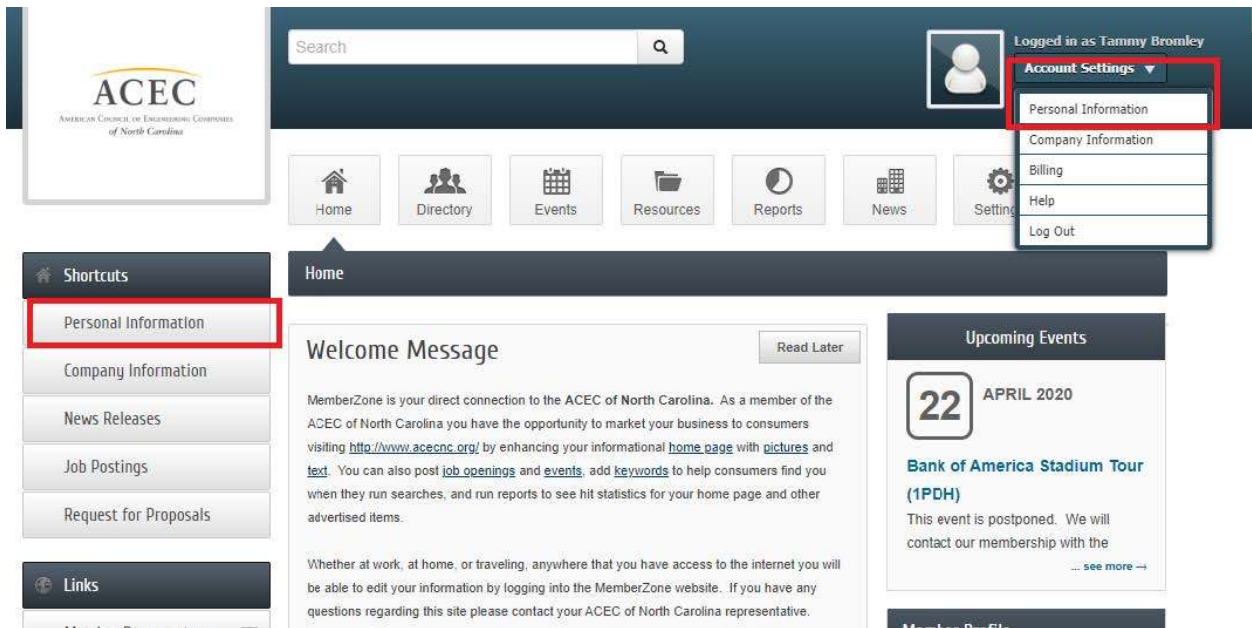 ACEC
AMERICAN COUNCIL OF ENGINEERING COMPANIES
of North Carolina
Search
Logged in as Tammy Bromley
Account Settings
Personal Information
Company Information
Billing
Help
Log Out
Home
Directory
Events
Resources
Reports
News
Setting
Shortcuts
Personal Information
Company Information
News Releases
Job Postings
Request for Proposals
Links
Home
Welcome Message
Read Later
MemberZone is your direct connection to the ACEC of North Carolina. As a member of the
ACEC of North Carolina you have the opportunity to market your business to consumers
visiting http://www.acecnc.org/ by enhancing your informational home page with pictures and
text. You can also post job openings and events, add keywords to help consumers find you
when they run searches, and run reports to see hit statistics for your home page and other
advertised items.
Whether at work, at home, or traveling, anywhere that you have access to the internet you will
be able to edit your information by logging into the MemberZone website. If you have any
questions regarding this site please contact your ACEC of North Carolina representative.
Upcoming Events
22 APRIL 2020
Bank of America Stadium Tour
(1PDH)
This event is postponed. We will
contact our membership with the
... see more →
Member Profile